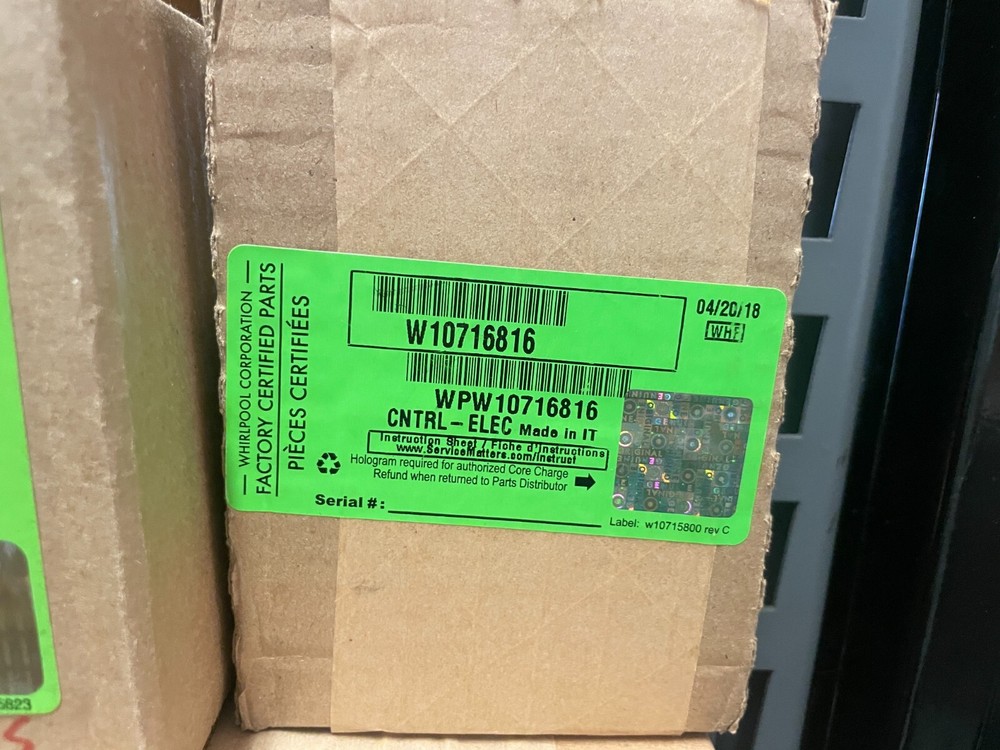 WHIRLPOOL CORPORATION
FACTORY CERTIFIED PARTS
PIÈCES CERTIFIÉES
W10716816
04/20/18
WHF
WPW10716816
CNTRL-ELEC Made in IT
Instruction Sheet / Fiche d'Instructions
www.ServiceMatters.com/instruct
Hologram required for authorized Core Charge
Refund when returned to Parts Distributor
Serial #:
Label: w10715800 rev C
5823